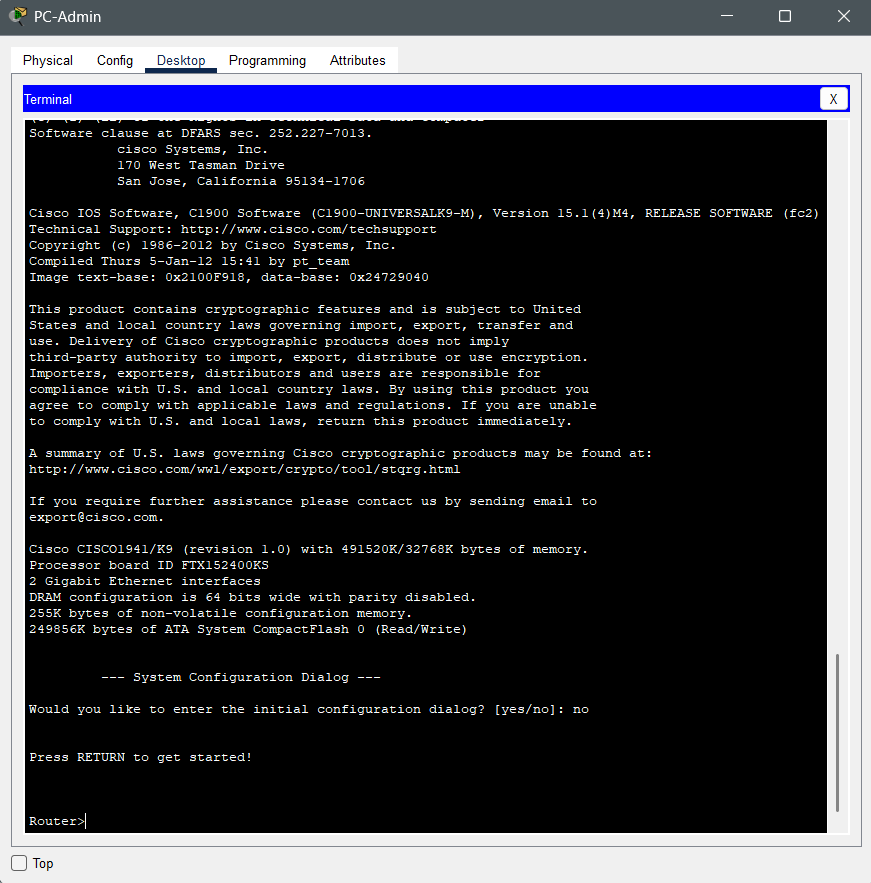 PC-Admin
Physical Config Desktop Programming Attributes
Terminal X
Software clause at DFARS sec. 252.227-7013.
cisco Systems, Inc.
170 West Tasman Drive
San Jose, California 95134-1706
Cisco IOS Software, C1900 Software (C1900-UNIVERSALK9-M), Version 15.1(4)M4, RELEASE SOFTWARE (fc2)
Technical Support: http://www.cisco.com/techsupport
Copyright (c) 1986-2012 by Cisco Systems, Inc.
Compiled Thurs 5-Jan-12 15:41 by pt_team
Image text-base: 0x2100F918, data-base: 0x24729040
This product contains cryptographic features and is subject to United
States and local country laws governing import, export, transfer and
use. Delivery of Cisco cryptographic products does not imply
third-party authority to import, export, distribute or use encryption.
Importers, exporters, distributors and users are responsible for
compliance with U.S. and local country laws. By using this product you
agree to comply with applicable laws and regulations. If you are unable
to comply with U.S. and local laws, return this product immediately.
A summary of U.S. laws governing Cisco cryptographic products may be found at:
http://www.cisco.com/wwl/export/crypto/tool/stqrg.html
If you require further assistance please contact us by sending email to
export@cisco.com.
Cisco CISCO1941/K9 (revision 1.0) with 491520K/32768K bytes of memory.
Processor board ID FTX152400KS
2 Gigabit Ethernet interfaces
DRAM configuration is 64 bits wide with parity disabled.
255K bytes of non-volatile configuration memory.
249856K bytes of ATA System CompactFlash 0 (Read/Write)
--- System Configuration Dialog ---
Would you like to enter the initial configuration dialog? [yes/no]: no
Press RETURN to get started!
Router>
Top